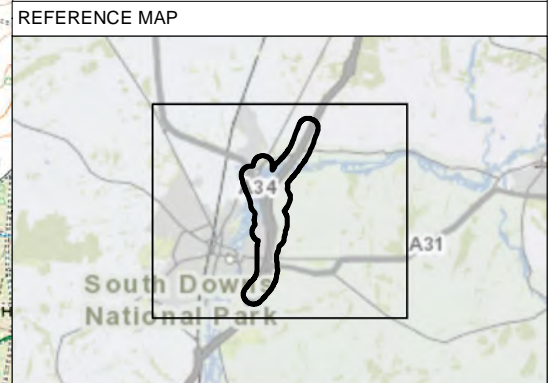 REFERENCE MAP
A34
A31
South Downs
National Park